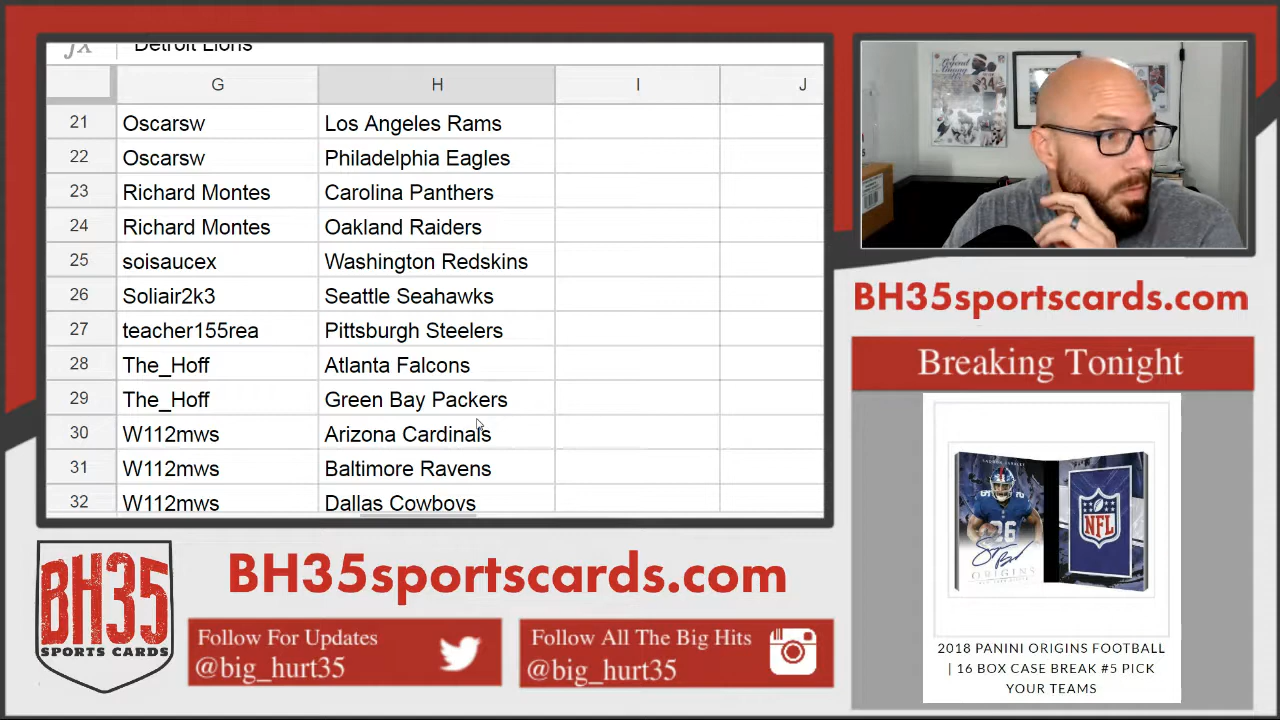 fx Detroit Lions
G H I J
21 Oscarsw Los Angeles Rams
22 Oscarsw Philadelphia Eagles
23 Richard Montes Carolina Panthers
24 Richard Montes Oakland Raiders
25 soisaucex Washington Redskins
26 Soliair2k3 Seattle Seahawks
27 teacher155rea Pittsburgh Steelers
28 The_Hoff Atlanta Falcons
29 The_Hoff Green Bay Packers
30 W112mws Arizona Cardinals
31 W112mws Baltimore Ravens
32 W112mws Dallas Cowboys
BH35sportscards.com
Breaking Tonight
26
NFL
ORIGINS
2018 PANINI ORIGINS FOOTBALL
| 16 BOX CASE BREAK #5 PICK
YOUR TEAMS
BH35
SPORTS CARDS
BH35sportscards.com
Follow For Updates
@big_hurt35
Follow All The Big Hits
@big_hurt35